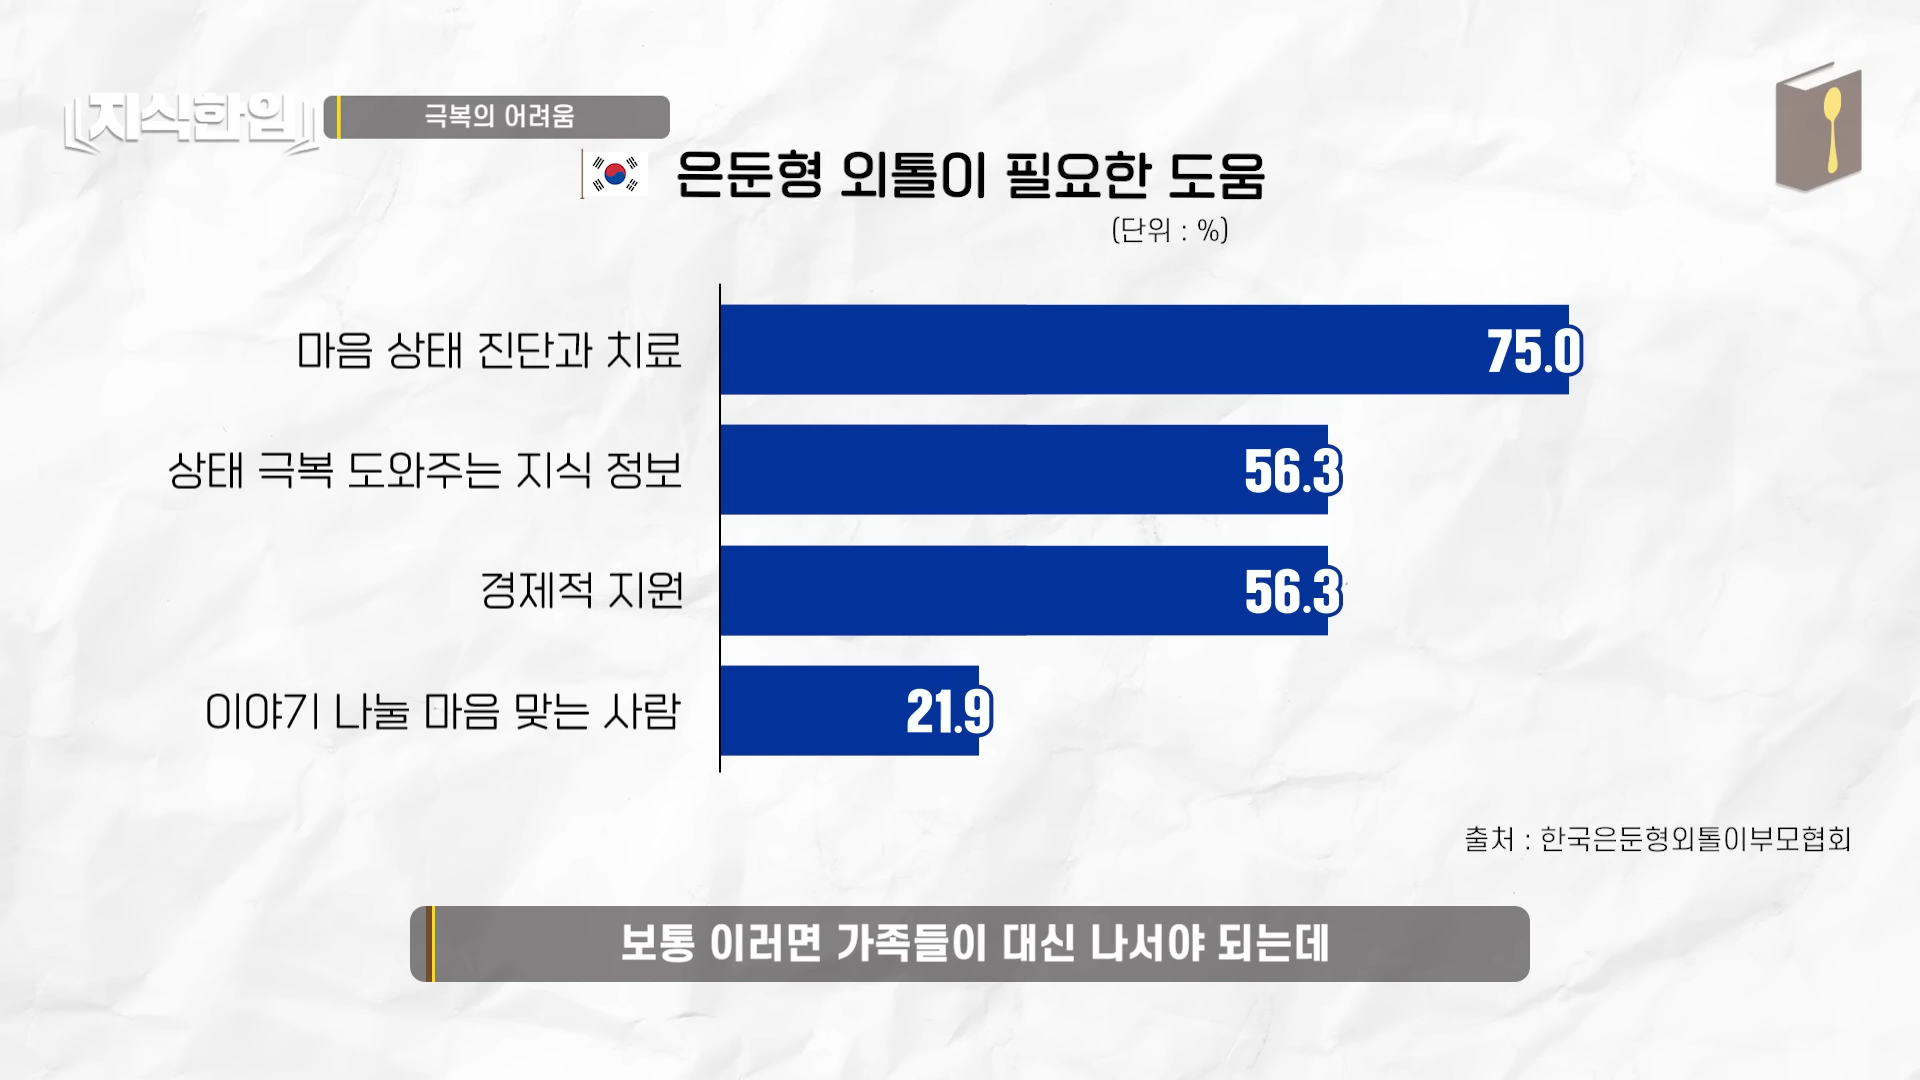 지식한입
극복의 어려움
은둔형 외톨이 필요한 도움
(단위 : %)
마음 상태 진단과 치료
75.0
상태 극복 도와주는 지식 정보
56.3
경제적 지원
56.3
이야기 나눌 마음 맞는 사람
21.9
출처 : 한국은둔형외톨이부모협회
보통 이러면 가족들이 대신 나서야 되는데